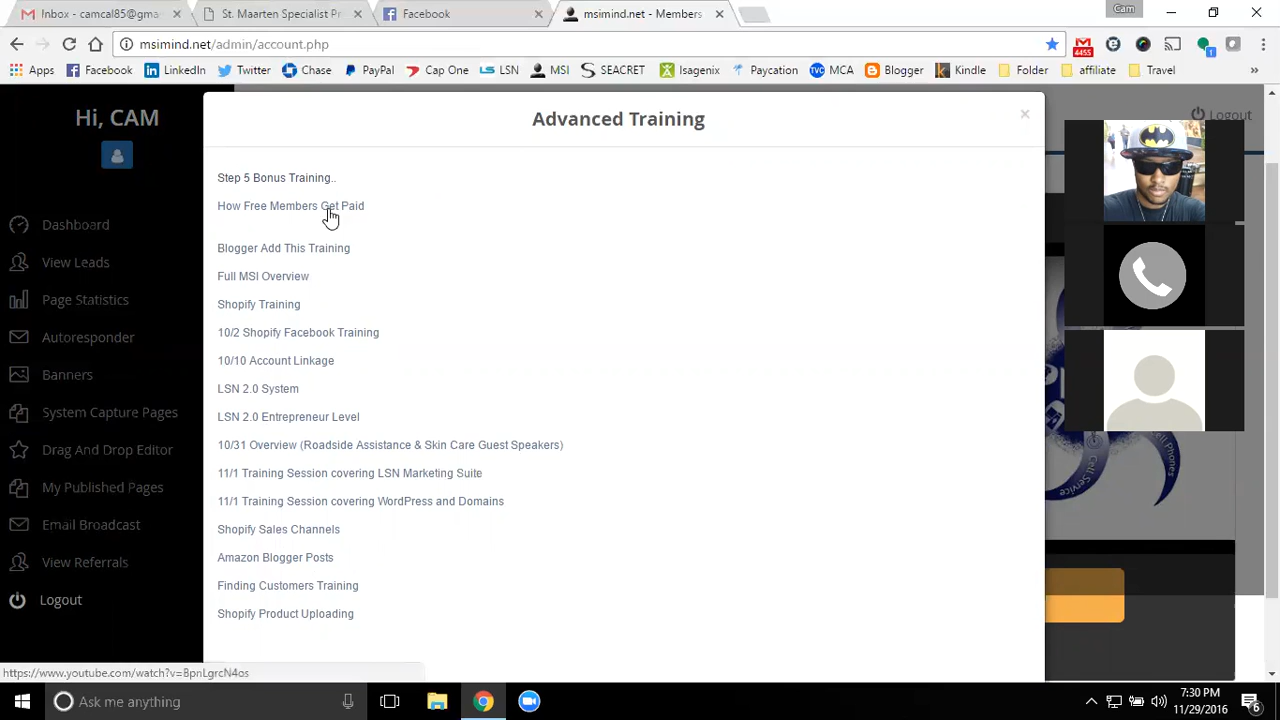 Inbox - camcal85@gma
St. Maarten Specialist Pr
Facebook
msimind.net - Members
Cam
msimind.net/admin/account.php
4455
1
Apps
Facebook
LinkedIn
Twitter
Chase
PayPal
Cap One
LSN
MSI
SEACRET
Isagenix
Paycation
TVC MCA
Blogger
Kindle
Folder
affiliate
Travel
»
Hi, CAM
Logout
Advanced Training
×
Step 5 Bonus Training..
How Free Members Get Paid
Blogger Add This Training
Full MSI Overview
Shopify Training
10/2 Shopify Facebook Training
10/10 Account Linkage
LSN 2.0 System
LSN 2.0 Entrepreneur Level
10/31 Overview (Roadside Assistance & Skin Care Guest Speakers)
11/1 Training Session covering LSN Marketing Suite
11/1 Training Session covering WordPress and Domains
Shopify Sales Channels
Amazon Blogger Posts
Finding Customers Training
Shopify Product Uploading
Dashboard
View Leads
Page Statistics
Autoresponder
Banners
System Capture Pages
Drag And Drop Editor
My Published Pages
Email Broadcast
View Referrals
Logout
https://www.youtube.com/watch?v=BpnLgrcN4os
Ask me anything
7:30 PM
11/29/2016
6